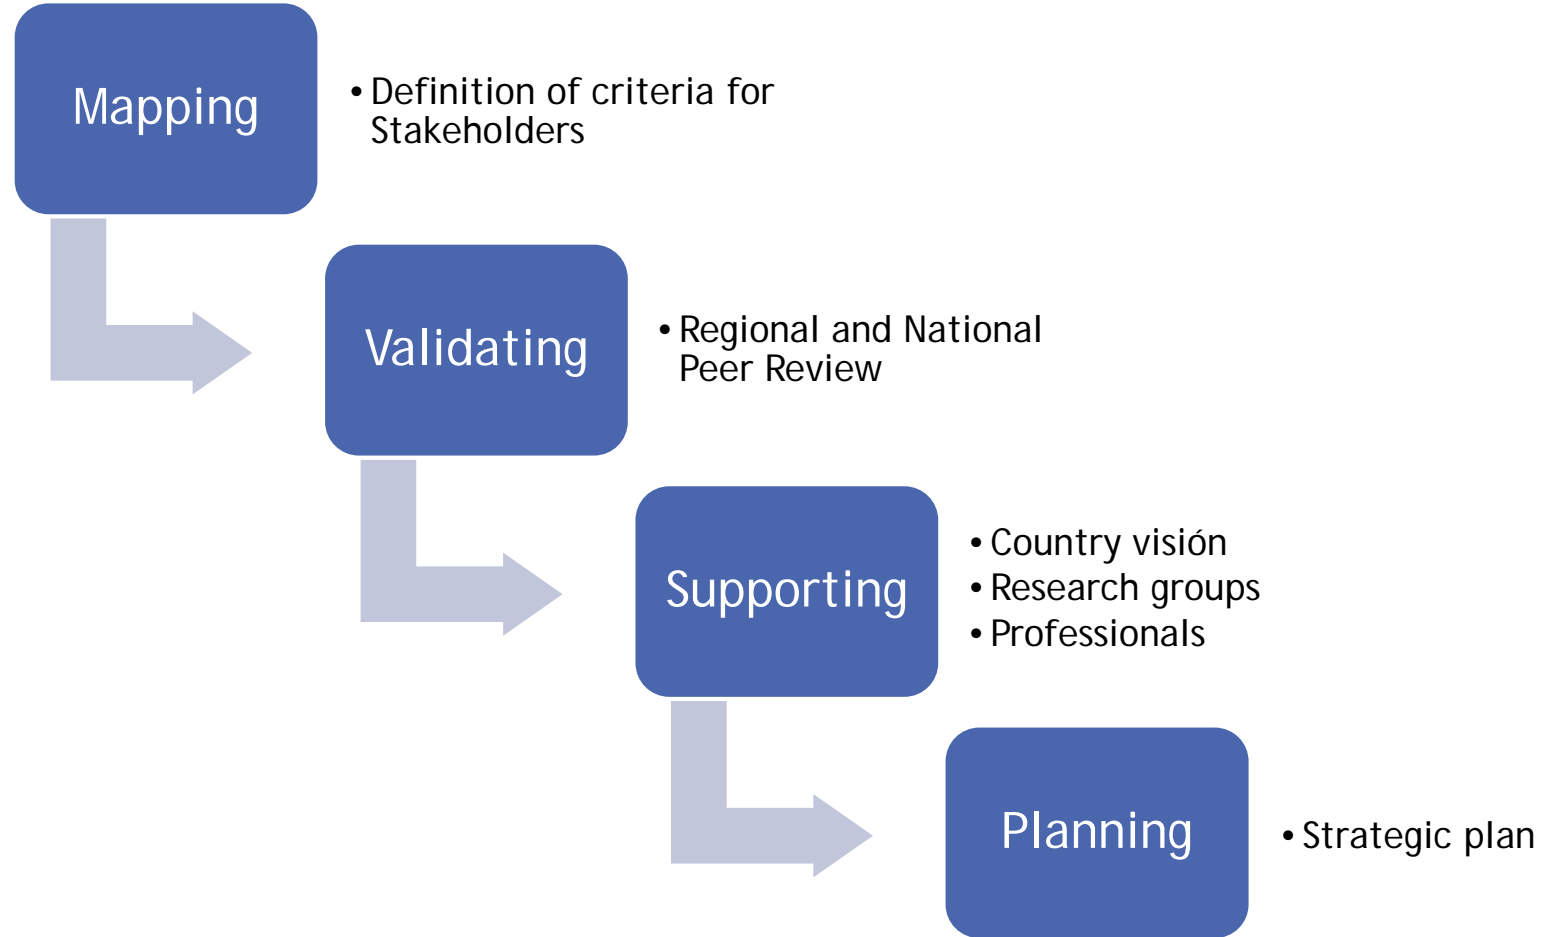 Mapping
• Definition of criteria for
Stakeholders
Validating
• Regional and National
Peer Review
Supporting
• Country visión
• Research groups
• Professionals
Planning
• Strategic plan